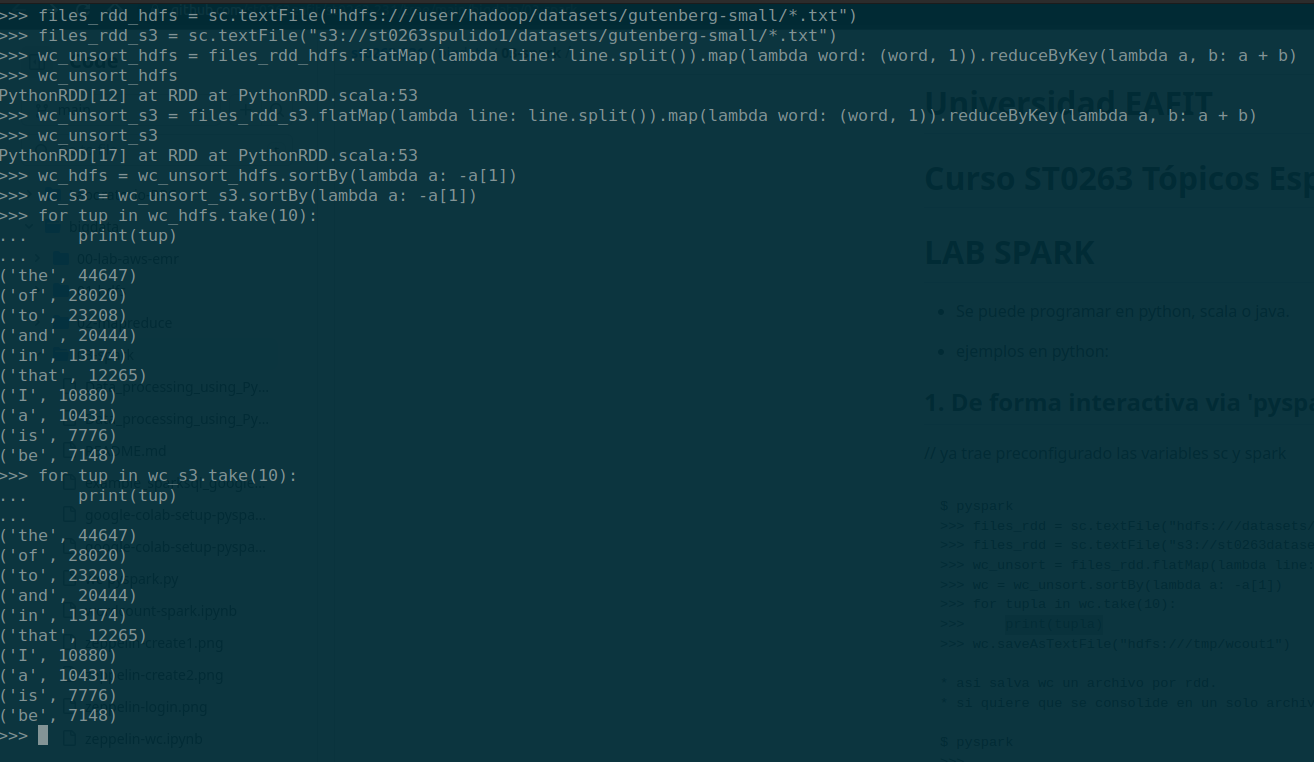 >>> files_rdd_hdfs = sc.textFile("hdfs:///user/hadoop/datasets/gutenberg-small/*.txt")
>>> files_rdd_s3 = sc.textFile("s3://st0263spulido1/datasets/gutenberg-small/*.txt")
>>> wc_unsort_hdfs = files_rdd_hdfs.flatMap(lambda line: line.split()).map(lambda word: (word, 1)).reduceByKey(lambda a, b: a + b)
>>> wc_unsort_hdfs
PythonRDD[12] at RDD at PythonRDD.scala:53
>>> wc_unsort_s3 = files_rdd_s3.flatMap(lambda line: line.split()).map(lambda word: (word, 1)).reduceByKey(lambda a, b: a + b)
>>> wc_unsort_s3
PythonRDD[17] at RDD at PythonRDD.scala:53
>>> wc_hdfs = wc_unsort_hdfs.sortBy(lambda a: -a[1])
>>> wc_s3 = wc_unsort_s3.sortBy(lambda a: -a[1])
>>> for tup in wc_hdfs.take(10):
...     print(tup)
...
('the', 44647)
('of', 28020)
('to', 23208)
('and', 20444)
('in', 13174)
('that', 12265)
('I', 10880)
('a', 10431)
('is', 7776)
('be', 7148)
>>> for tup in wc_s3.take(10):
...     print(tup)
...
('the', 44647)
('of', 28020)
('to', 23208)
('and', 20444)
('in', 13174)
('that', 12265)
('I', 10880)
('a', 10431)
('is', 7776)
('be', 7148)
>>>
00-lab-aws-emr
google-colab-setup-pyspa...
zeppelin-wc.ipynb
Universidad EAFIT
Curso ST0263 Tópicos Esp
LAB SPARK
• Se puede programar en python, scala o java.
• ejemplos en python:
1. De forma interactiva via 'pyspa
// ya trae preconfigurado las variables sc y spark
$ pyspark
>>> files_rdd = sc.textFile("hdfs:///datasets/
>>> files_rdd = sc.textFile("s3://st0263datase
>>> wc_unsort = files_rdd.flatMap(lambda line:
>>> wc = wc_unsort.sortBy(lambda a: -a[1])
>>> for tupla in wc.take(10):
>>>     print(tupla)
>>> wc.saveAsTextFile("hdfs:///tmp/wcout1")
* asi salva wc un archivo por rdd.
* si quiere que se consolide en un solo archiv
$ pyspark
>>>